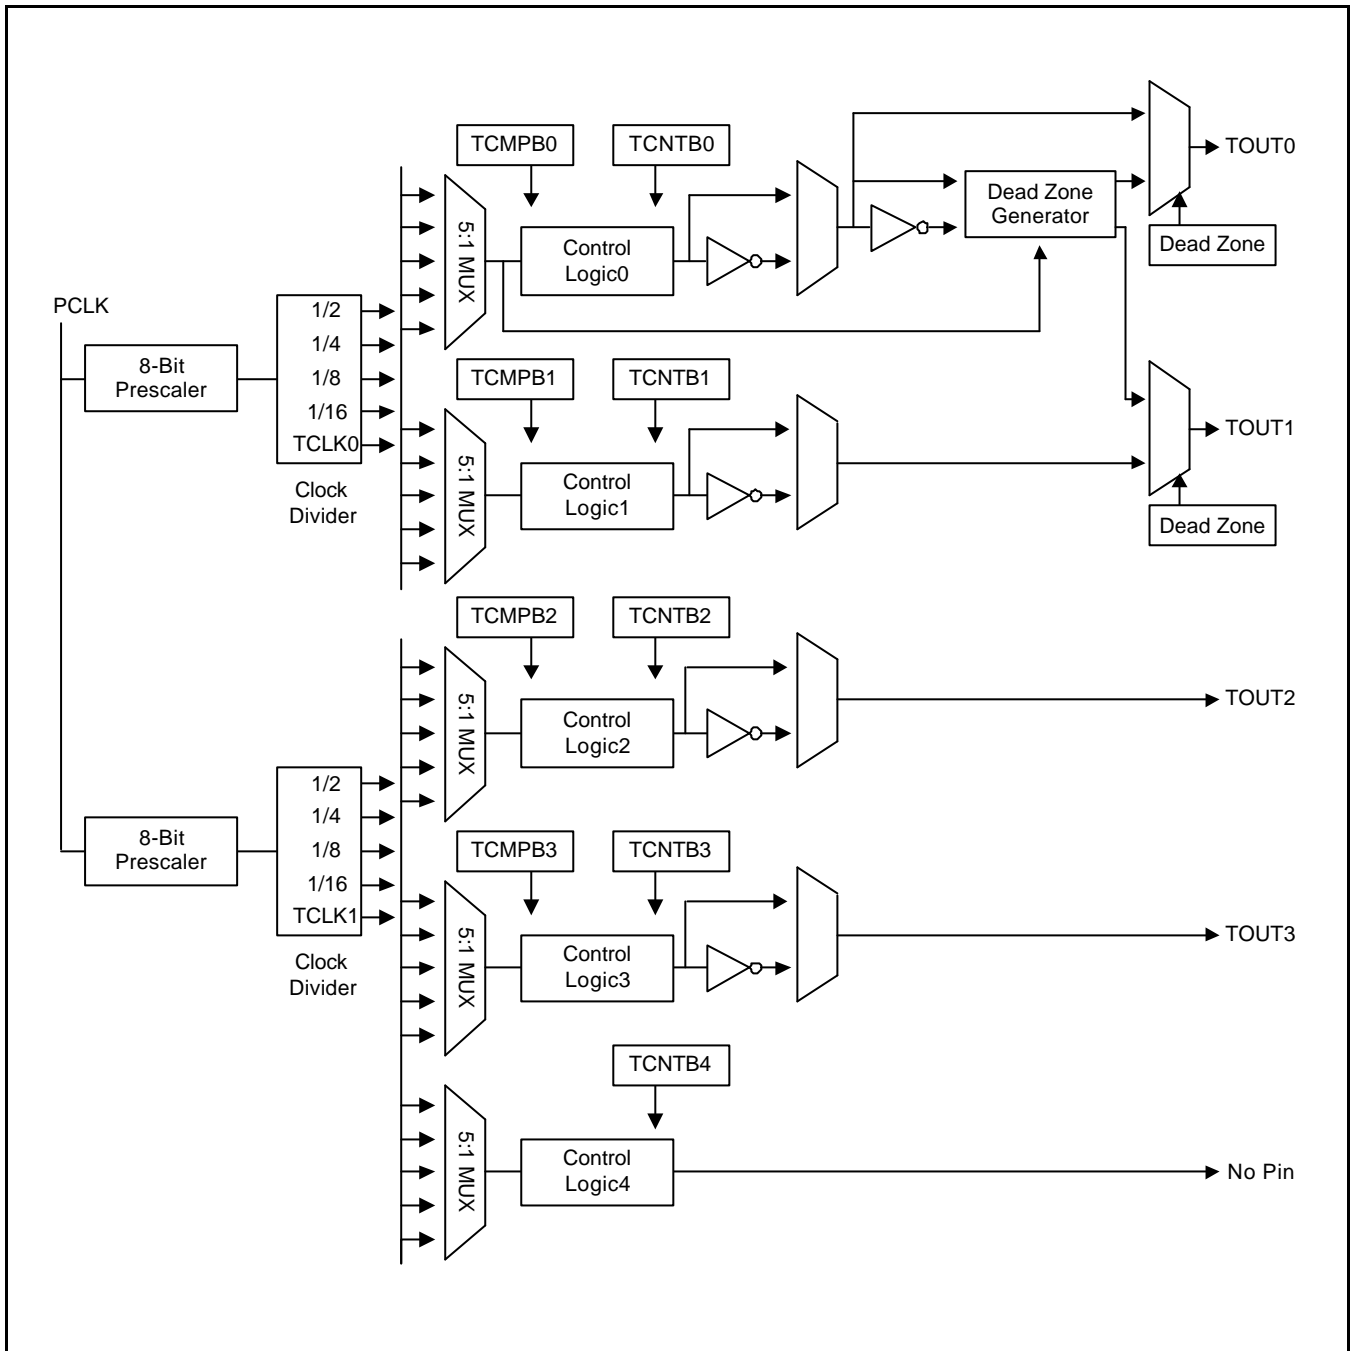 TCMPB0
TCNTB0
TOUT0
Dead Zone
Generator
5:1 MUX
Control
Logic0
Dead Zone
PCLK
1/2
1/4
1/8
1/16
TCLK0
8-Bit
Prescaler
Clock
Divider
TCMPB1
TCNTB1
TOUT1
5:1 MUX
Control
Logic1
Dead Zone
TCMPB2
TCNTB2
5:1 MUX
Control
Logic2
TOUT2
1/2
1/4
1/8
1/16
TCLK1
8-Bit
Prescaler
Clock
Divider
TCMPB3
TCNTB3
5:1 MUX
Control
Logic3
TOUT3
TCNTB4
5:1 MUX
Control
Logic4
No Pin